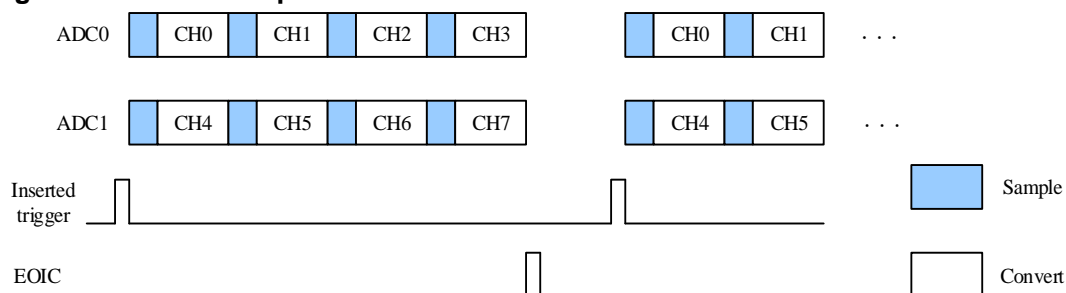 ADC0 CH0 CH1 CH2 CH3 CH0 CH1 . . .
ADC1 CH4 CH5 CH6 CH7 CH4 CH5 . . .
Inserted
trigger
Sample
EOIC
Convert